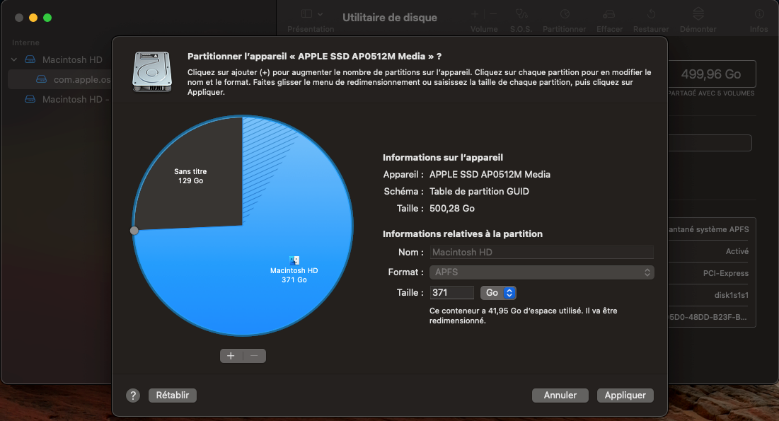 Utilitaire de disque
Présentation
Volume
S.O.S.
Partitionner
Effacer
Restaurer
Démonter
Infos
Interne
Macintosh HD
com.apple.os
Macintosh HD -
499,96 Go
PARTAGÉ AVEC 5 VOLUMES
Partitionner l'appareil « APPLE SSD AP0512M Media » ?
Cliquez sur ajouter (+) pour augmenter le nombre de partitions sur l'appareil. Cliquez sur chaque partition pour en modifier le
nom et le format. Faites glisser le menu de redimensionnement ou saisissez la taille de chaque partition, puis cliquez sur
Appliquer.
Sans titre
129 Go
Macintosh HD
371 Go
Informations sur l'appareil
Appareil : APPLE SSD AP0512M Media
Schéma : Table de partition GUID
Taille : 500,28 Go
Informations relatives à la partition
Nom : Macintosh HD
Format : APFS
Taille : 371 Go
Ce conteneur a 41,95 Go d'espace utilisé. Il va être
redimensionné.
antané système APFS
Activé
PCI-Express
disk1s1s1
5D0-48DD-B23F-B...
+ −
? Rétablir
Annuler
Appliquer